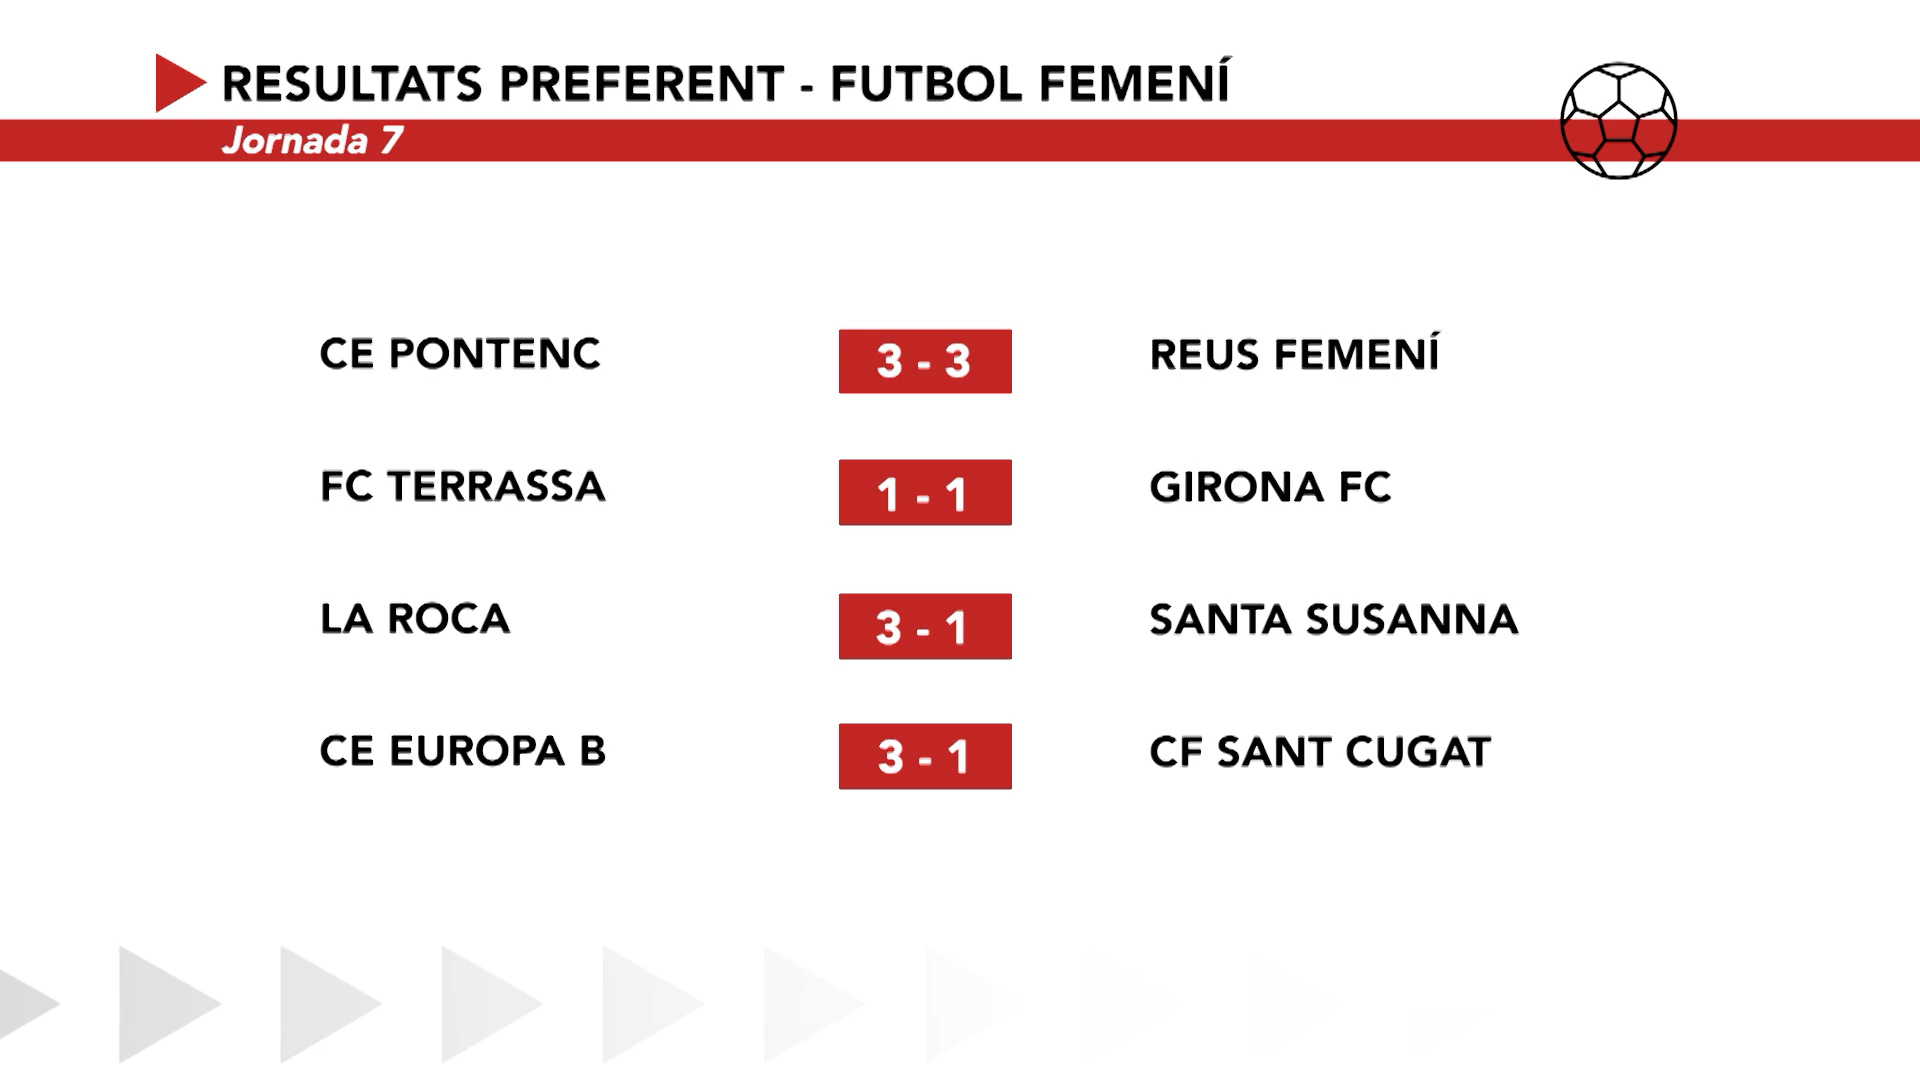 RESULTATS PREFERENT - FUTBOL FEMENÍ
Jornada 7
CE PONTENC 3 - 3 REUS FEMENÍ
FC TERRASSA 1 - 1 GIRONA FC
LA ROCA 3 - 1 SANTA SUSANNA
CE EUROPA B 3 - 1 CF SANT CUGAT